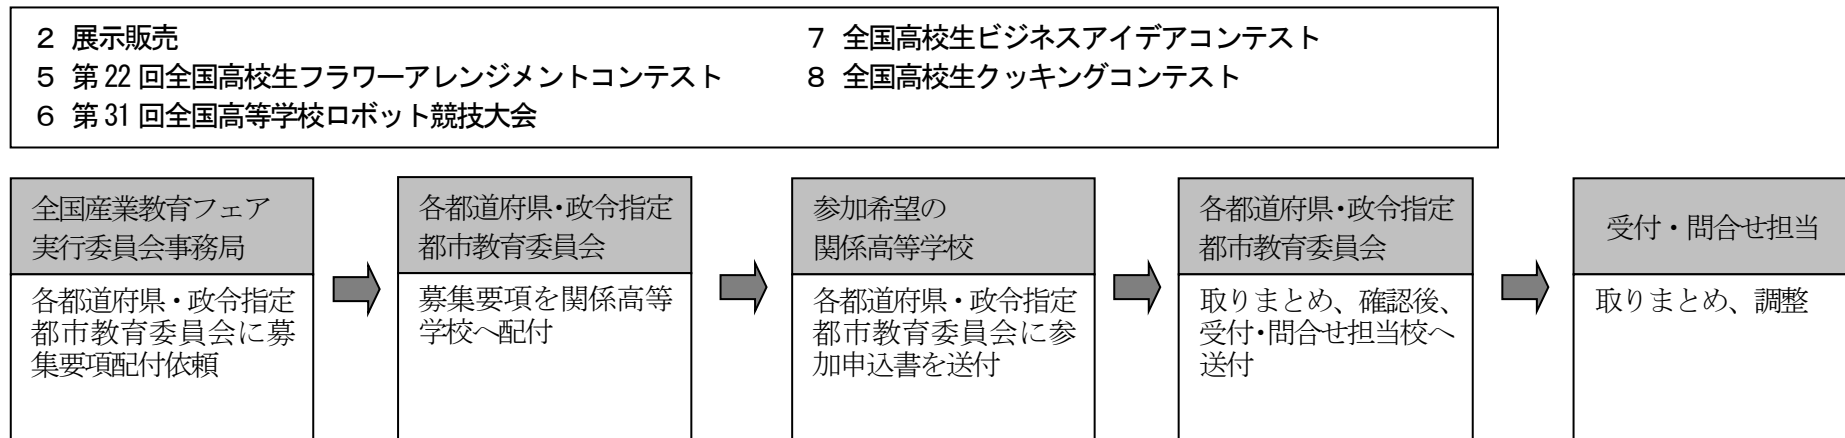 ２ 展示販売
５ 第22回全国高校生フラワーアレンジメントコンテスト
６ 第31回全国高等学校ロボット競技大会
７ 全国高校生ビジネスアイデアコンテスト
８ 全国高校生クッキングコンテスト
全国産業教育フェア
実行委員会事務局
各都道府県・政令指定
都市教育委員会に募
集要項配付依頼
各都道府県・政令指定
都市教育委員会
募集要項を関係高等
学校へ配付
参加希望の
関係高等学校
各都道府県・政令指定
都市教育委員会に参
加申込書を送付
各都道府県・政令指定
都市教育委員会
取りまとめ、確認後、
受付・問合せ担当校へ
送付
受付・問合せ担当
取りまとめ、調整